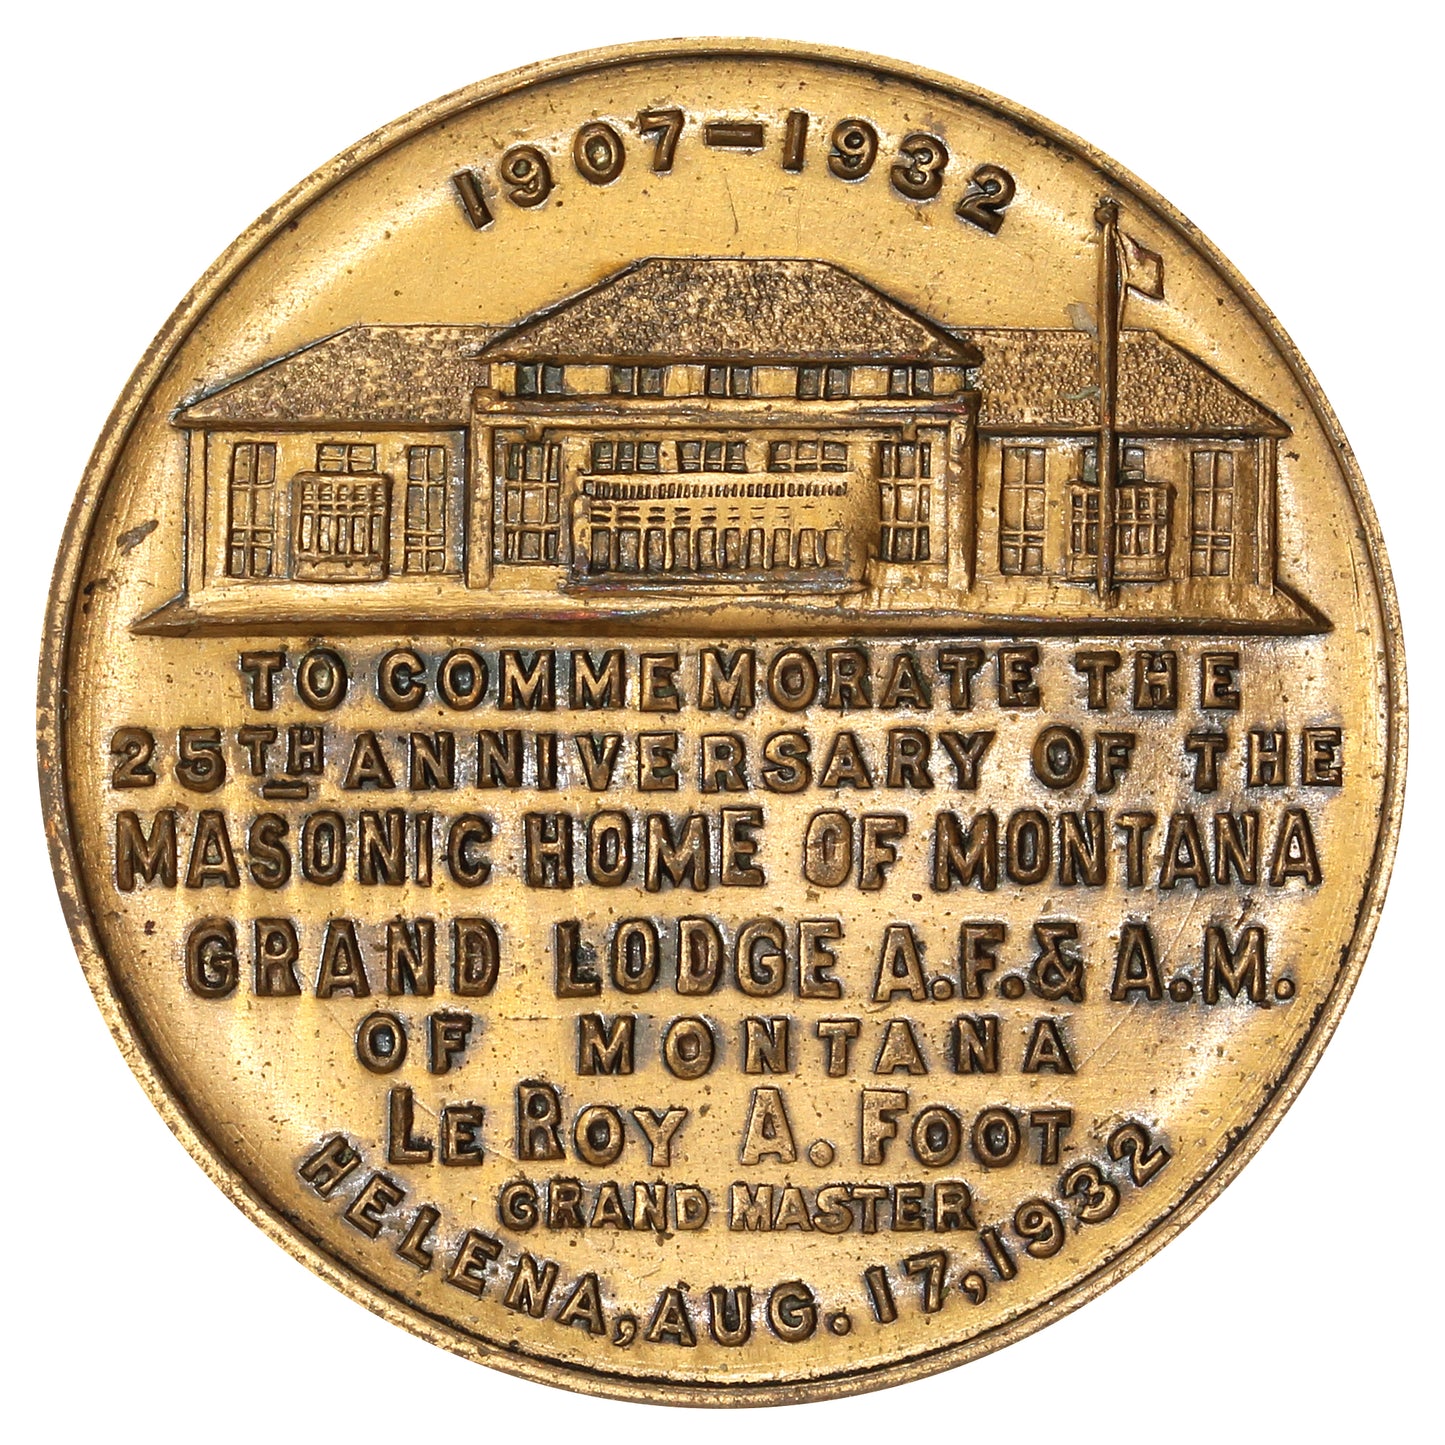 1907-1932
TO COMMEMORATE THE
25TH ANNIVERSARY OF THE
MASONIC HOME OF MONTANA
GRAND LODGE A.F.& A.M.
OF MONTANA
LE ROY A. FOOT
GRAND MASTER
HELENA, AUG. 17, 1932